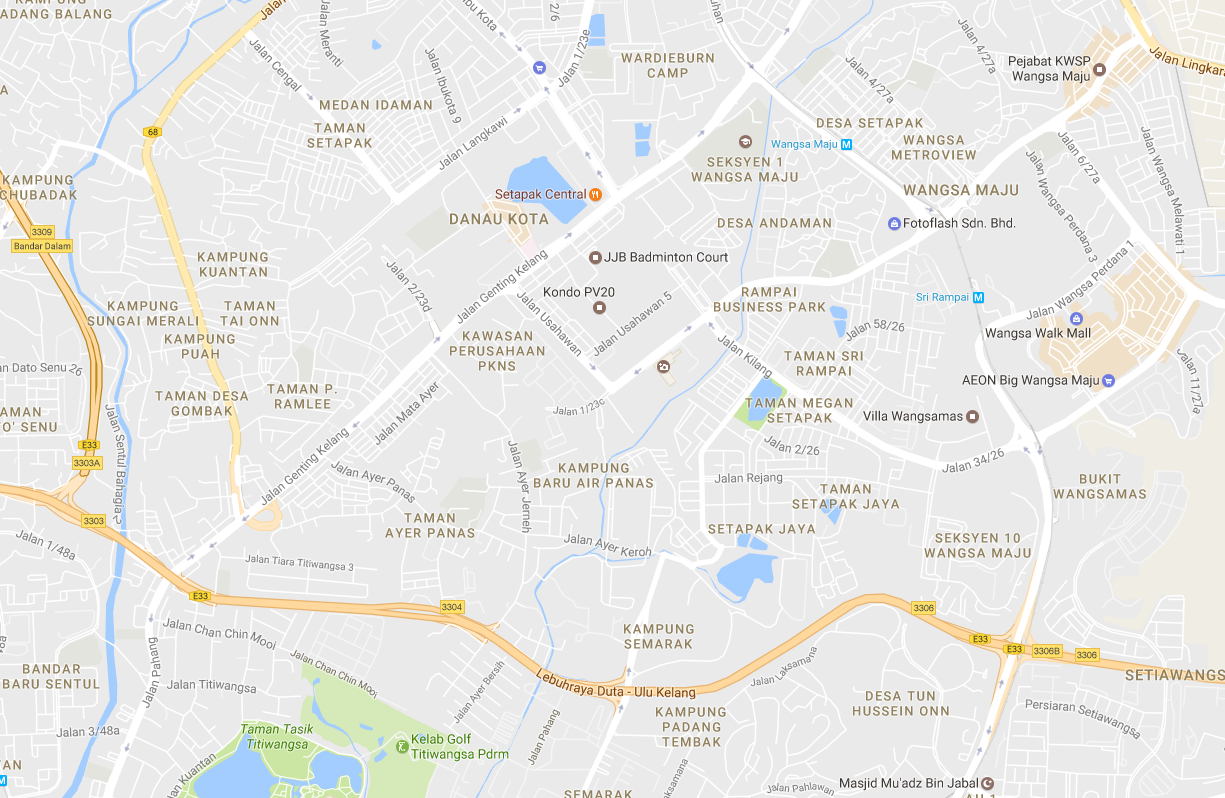 KAMPUNG
PADANG BALANG
Jalan Meranti
Jalan Cengal
Jalan Ibukota 9
MEDAN IDAMAN
TAMAN
SETAPAK
Jalan Langkawi
Jalan 1/23e
2/6
WARDIEBURN
CAMP
Jalan 4/27a
Jalan 4/27a
Pejabat KWSP
Wangsa Maju
Jalan Lingkara
68
DESA SETAPAK
Wangsa Maju
M
WANGSA
METROVIEW
SEKSYEN 1
WANGSA MAJU
WANGSA MAJU
Jalan 6/27a
Jalan Wangsa Melawati 1
Jalan Wangsa Perdana 3
KAMPUNG
CHUBADAK
Setapak Central
DANAU KOTA
DESA ANDAMAN
Fotoflash Sdn. Bhd.
3309
Bandar Dalam
KAMPUNG
KUANTAN
JJB Badminton Court
Jalan Genting Kelang
Jalan 2/23d
Jalan Wangsa Perdana 1
Kondo PV20
RAMPAI
BUSINESS PARK
Sri Rampai
M
KAMPUNG
SUNGAI MERALI
TAMAN
TAI ONN
KAMPUNG
PUAH
Jalan Usahawan
Jalan Usahawan 5
Jalan 58/26
Wangsa Walk Mall
KAWASAN
PERUSAHAAN
PKNS
Jalan Kilang
TAMAN SRI
RAMPAI
an Dato Senu 26
TAMAN DESA
GOMBAK
TAMAN P.
RAMLEE
Jalan Mata Ayer
Jalan 1/23c
AEON Big Wangsa Maju
Jalan 11/27a
TAMAN MEGAN
SETAPAK
Villa Wangsamas
AMAN
TO' SENU
Jalan Sentul Bahagia 2
E33
3303A
Jalan Genting Kelang
Jalan 2/26
Jalan 34/26
Jalan Ayer Panas
Jalan Ayer Jerneh
KAMPUNG
BARU AIR PANAS
Jalan Rejang
TAMAN
SETAPAK JAYA
BUKIT
WANGSAMAS
3303
TAMAN
AYER PANAS
SETAPAK JAYA
SEKSYEN 10
WANGSA MAJU
Jalan 1/48a
Jalan Ayer Keroh
Jalan Tiara Titiwangsa 3
E33
3304
3306
Jalan Chan Chin Mooi
KAMPUNG
SEMARAK
E33
E33
3306B
3306
Jalan Pahang
Jalan Chan Chin Mooi
Jalan Laksamana
BANDAR
BARU SENTUL
Jalan Titiwangsa
Jalan Ayer Bersih
Lebuhraya Duta - Ulu Kelang
SETIAWANGS
DESA TUN
HUSSEIN ONN
Persiaran Setiawangsa
Jalan 3/48a
Taman Tasik
Titiwangsa
Kelab Golf
Titiwangsa Pdrm
Jalan Pahang
KAMPUNG
PADANG
TEMBAK
Jalan Kuantan
M
SEMARAK
Jalan Pahlawan
Masjid Mu'adz Bin Jabal